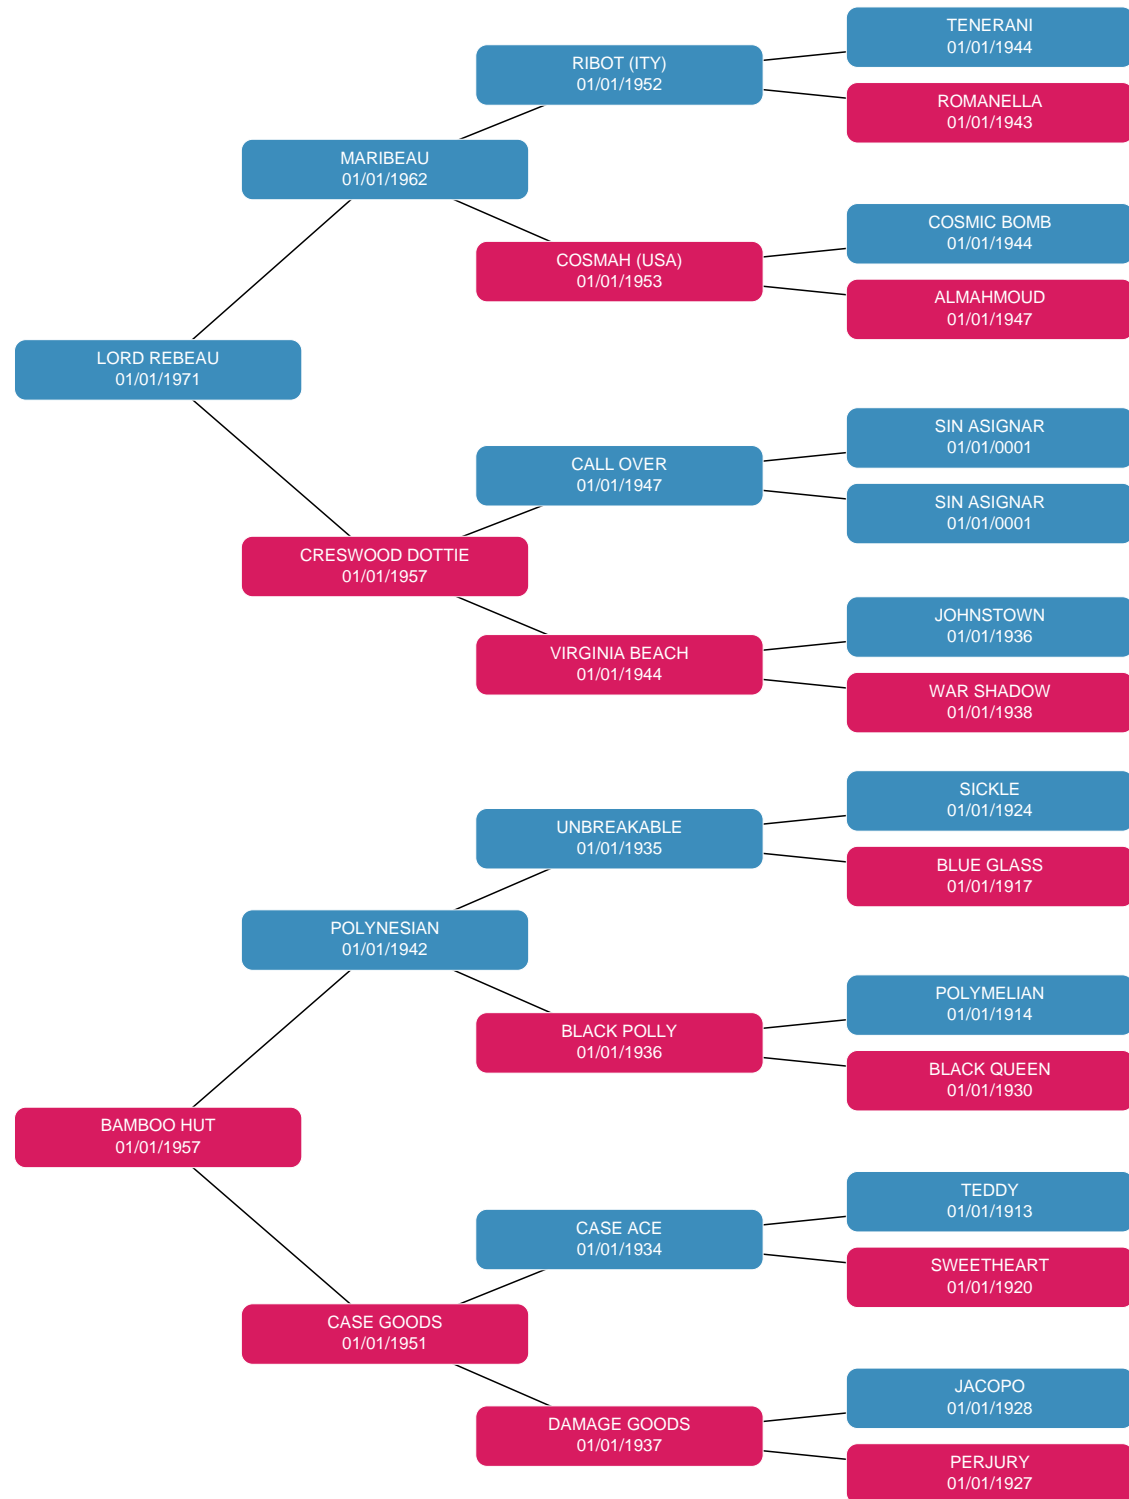 TENERANI
01/01/1944
RIBOT (ITY)
01/01/1952
ROMANELLA
01/01/1943
MARIBEAU
01/01/1962
COSMIC BOMB
01/01/1944
COSMAH (USA)
01/01/1953
ALMAHMOUD
01/01/1947
LORD REBEAU
01/01/1971
SIN ASIGNAR
01/01/0001
CALL OVER
01/01/1947
SIN ASIGNAR
01/01/0001
CRESWOOD DOTTIE
01/01/1957
JOHNSTOWN
01/01/1936
VIRGINIA BEACH
01/01/1944
WAR SHADOW
01/01/1938
SICKLE
01/01/1924
UNBREAKABLE
01/01/1935
BLUE GLASS
01/01/1917
POLYNESIAN
01/01/1942
POLYMELIAN
01/01/1914
BLACK POLLY
01/01/1936
BLACK QUEEN
01/01/1930
BAMBOO HUT
01/01/1957
TEDDY
01/01/1913
CASE ACE
01/01/1934
SWEETHEART
01/01/1920
CASE GOODS
01/01/1951
JACOPO
01/01/1928
DAMAGE GOODS
01/01/1937
PERJURY
01/01/1927